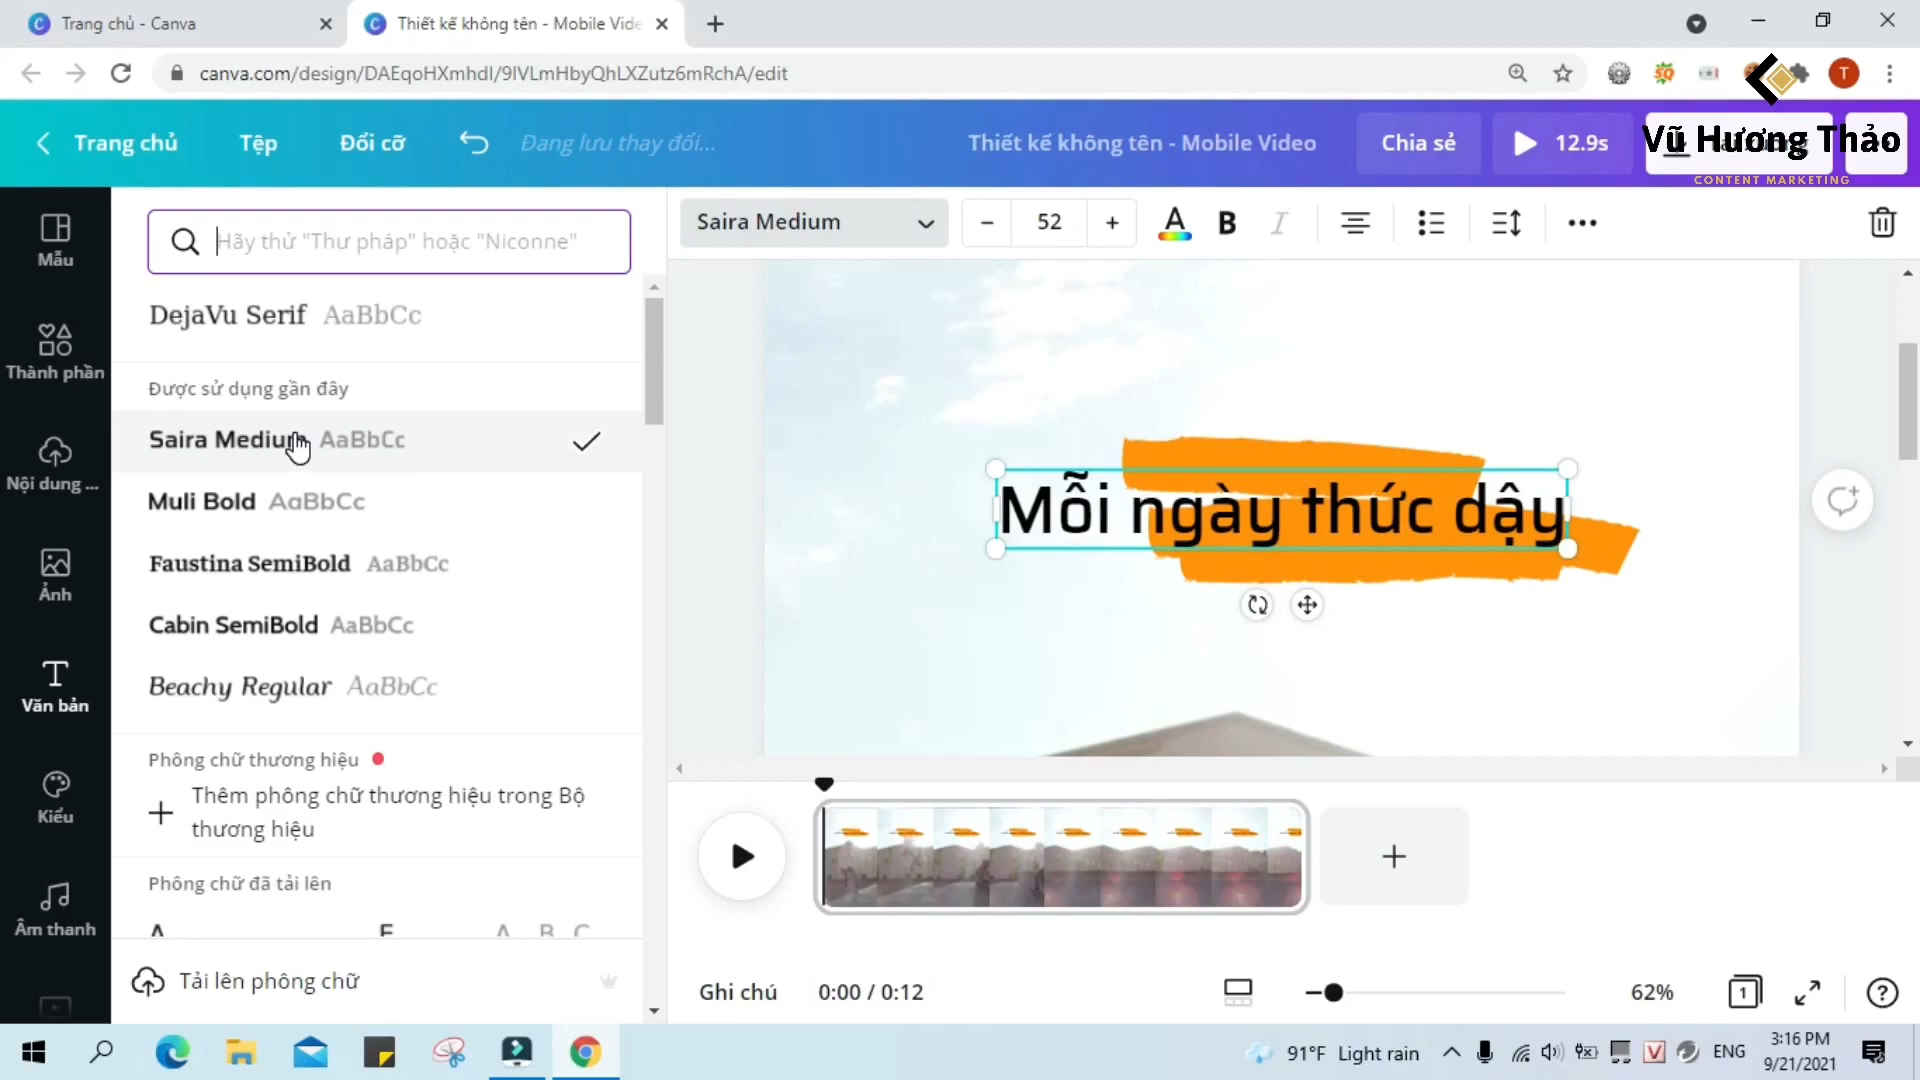 Trang chủ - Canva
Thiết kế không tên - Mobile Vide
canva.com/design/DAEqoHXmhdI/9IVLmHbyQhLXZutz6mRchA/edit
T
Trang chủ
Tệp
Đổi cỡ
Đang lưu thay đổi...
Thiết kế không tên - Mobile Video
Chia sẻ
12.9s
Vũ Hương Thảo
CONTENT MARKETING
Mẫu
Thành phần
Nội dung ...
Ảnh
Văn bản
Kiểu
Âm thanh
Hãy thử "Thư pháp" hoặc "Niconne"
DejaVu Serif AaBbCc
Được sử dụng gần đây
Saira Medium AaBbCc
Muli Bold AaBbCc
Faustina SemiBold AaBbCc
Cabin SemiBold AaBbCc
Beachy Regular AaBbCc
Phông chữ thương hiệu
Thêm phông chữ thương hiệu trong Bộ
thương hiệu
Phông chữ đã tải lên
Tải lên phông chữ
Saira Medium
– 52 +
A B I
Mỗi ngày thức dậy
Ghi chú
0:00 / 0:12
62%
1
91°F Light rain
ENG
3:16 PM
9/21/2021